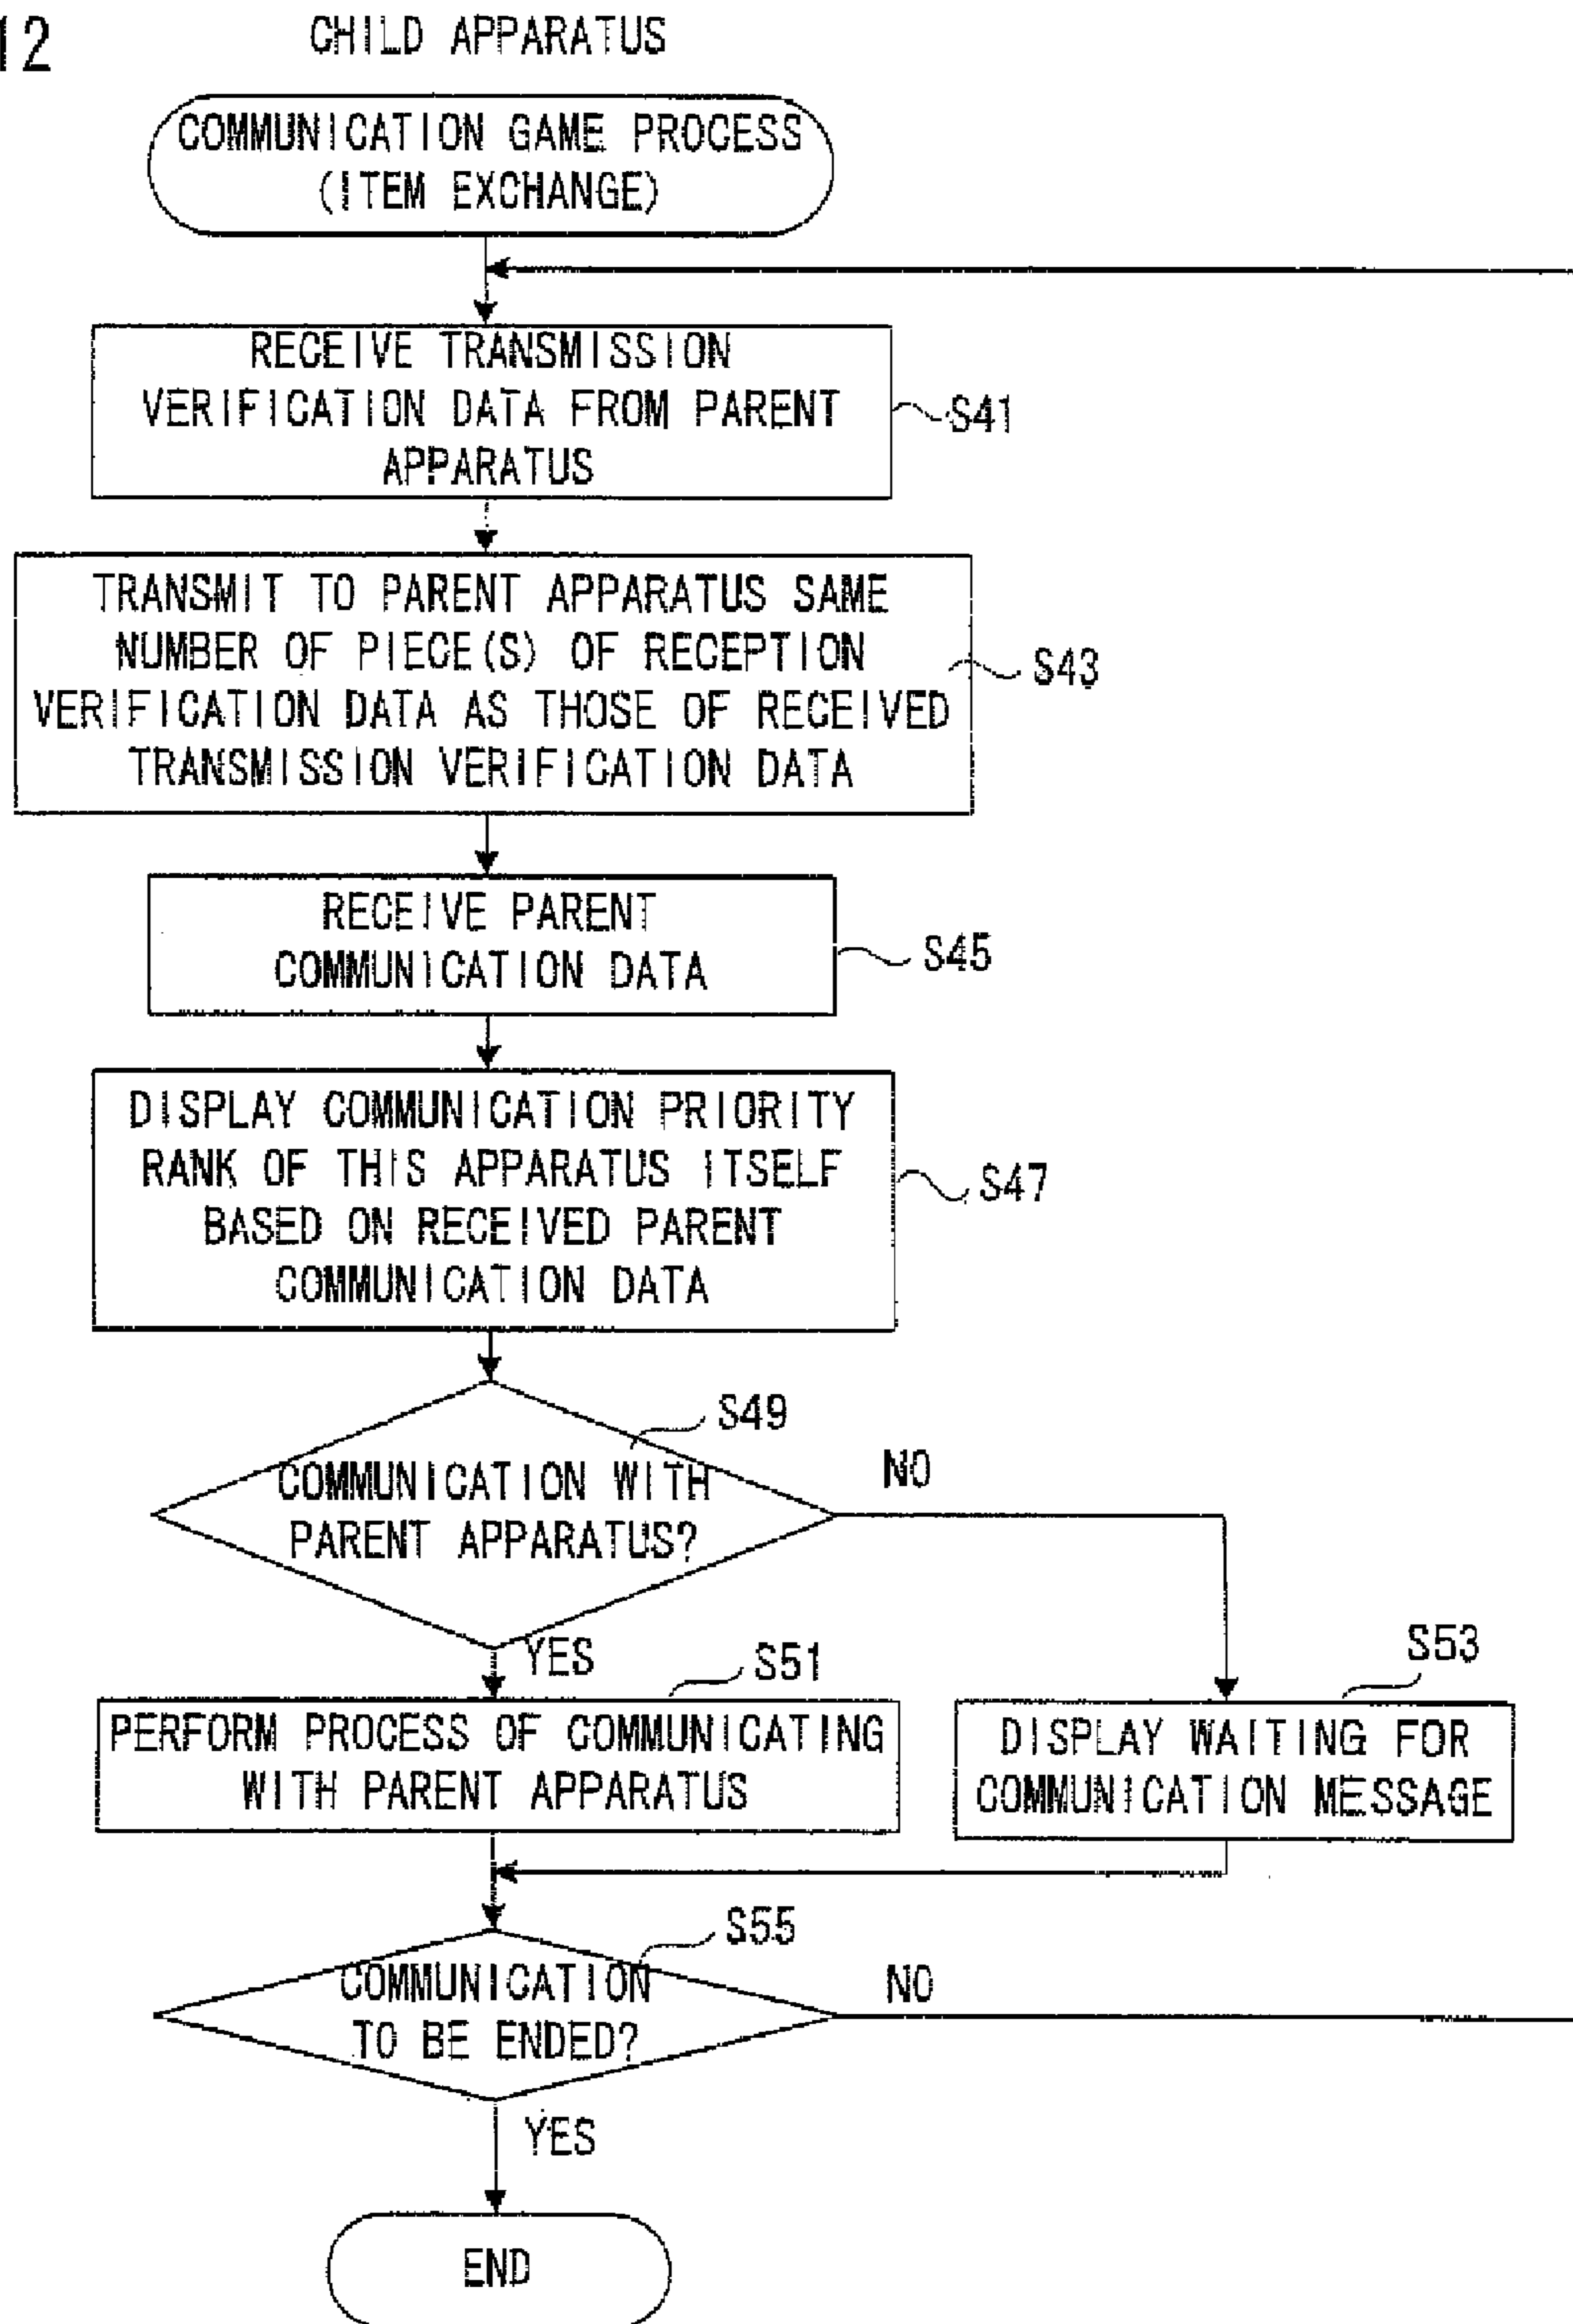 12
CHILD APPARATUS
COMMUNICATION GAME PROCESS
(ITEM EXCHANGE)
RECEIVE TRANSMISSION
VERIFICATION DATA FROM PARENT
APPARATUS
S41
TRANSMIT TO PARENT APPARATUS SAME
NUMBER OF PIECE(S) OF RECEPTION
VERIFICATION DATA AS THOSE OF RECEIVED
TRANSMISSION VERIFICATION DATA
S43
RECEIVE PARENT
COMMUNICATION DATA
S45
DISPLAY COMMUNICATION PRIORITY
RANK OF THIS APPARATUS ITSELF
BASED ON RECEIVED PARENT
COMMUNICATION DATA
S47
S49
COMMUNICATION WITH
PARENT APPARATUS?
NO
YES
S51
PERFORM PROCESS OF COMMUNICATING
WITH PARENT APPARATUS
S53
DISPLAY WAITING FOR
COMMUNICATION MESSAGE
S55
COMMUNICATION
TO BE ENDED?
NO
YES
END